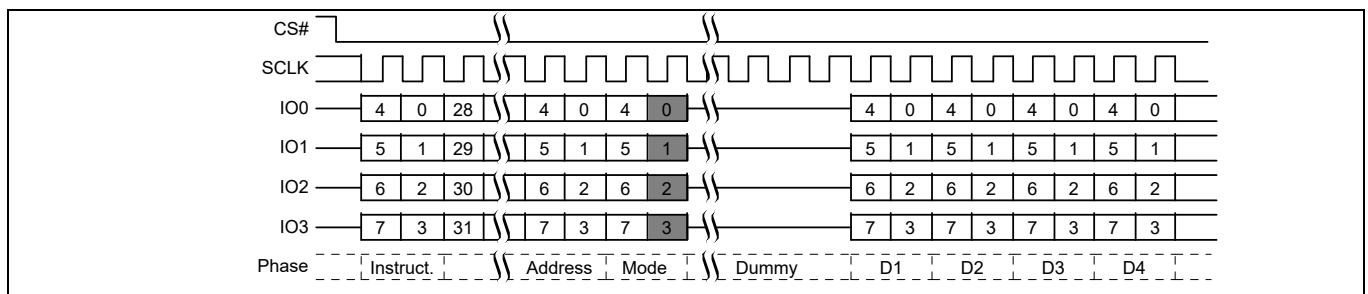 CS#
SCLK
IO0 4 0 28 4 0 4 0 4 0 4 0 4 0 4 0
IO1 5 1 29 5 1 5 1 5 1 5 1 5 1 5 1
IO2 6 2 30 6 2 6 2 6 2 6 2 6 2 6 2
IO3 7 3 31 7 3 7 3 7 3 7 3 7 3 7 3
Phase Instruct. Address Mode Dummy D1 D2 D3 D4